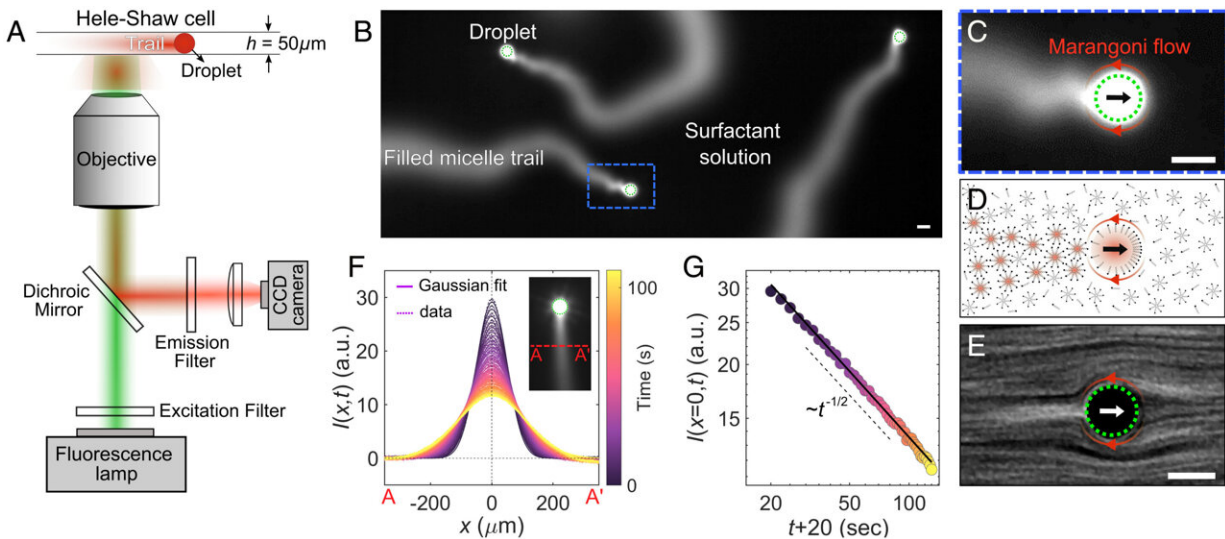 A
Hele-Shaw cell
Trail
h = 50μm
Droplet
Objective
Dichroic
Mirror
Emission
Filter
CCD
camera
Excitation Filter
Fluorescence
lamp
B
Droplet
Filled micelle trail
Surfactant
solution
C
Marangoni flow
D
E
F
Gaussian fit
data
A
A'
I(x,t) (a.u.)
30
20
10
0
-200
0
200
A
A'
x (μm)
100
Time (s)
0
G
I(x=0,t) (a.u.)
30
25
20
15
~t-1/2
20
50
100
t+20 (sec)